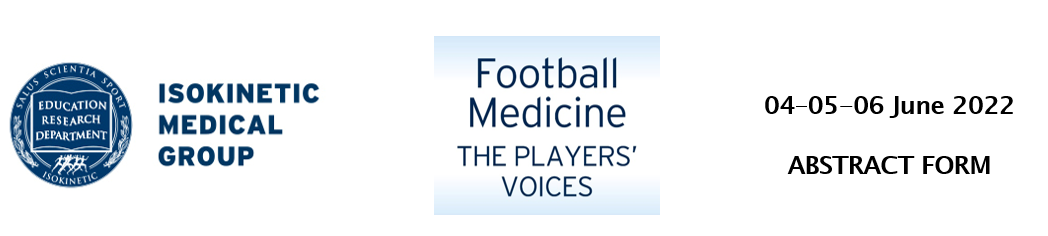 SALUS SCIENTIA SPORT
EDUCATION
RESEARCH
DEPARTMENT
ISOKINETIC
ISOKINETIC
MEDICAL
GROUP
Football
Medicine
THE PLAYERS'
VOICES
04-05-06 June 2022
ABSTRACT FORM